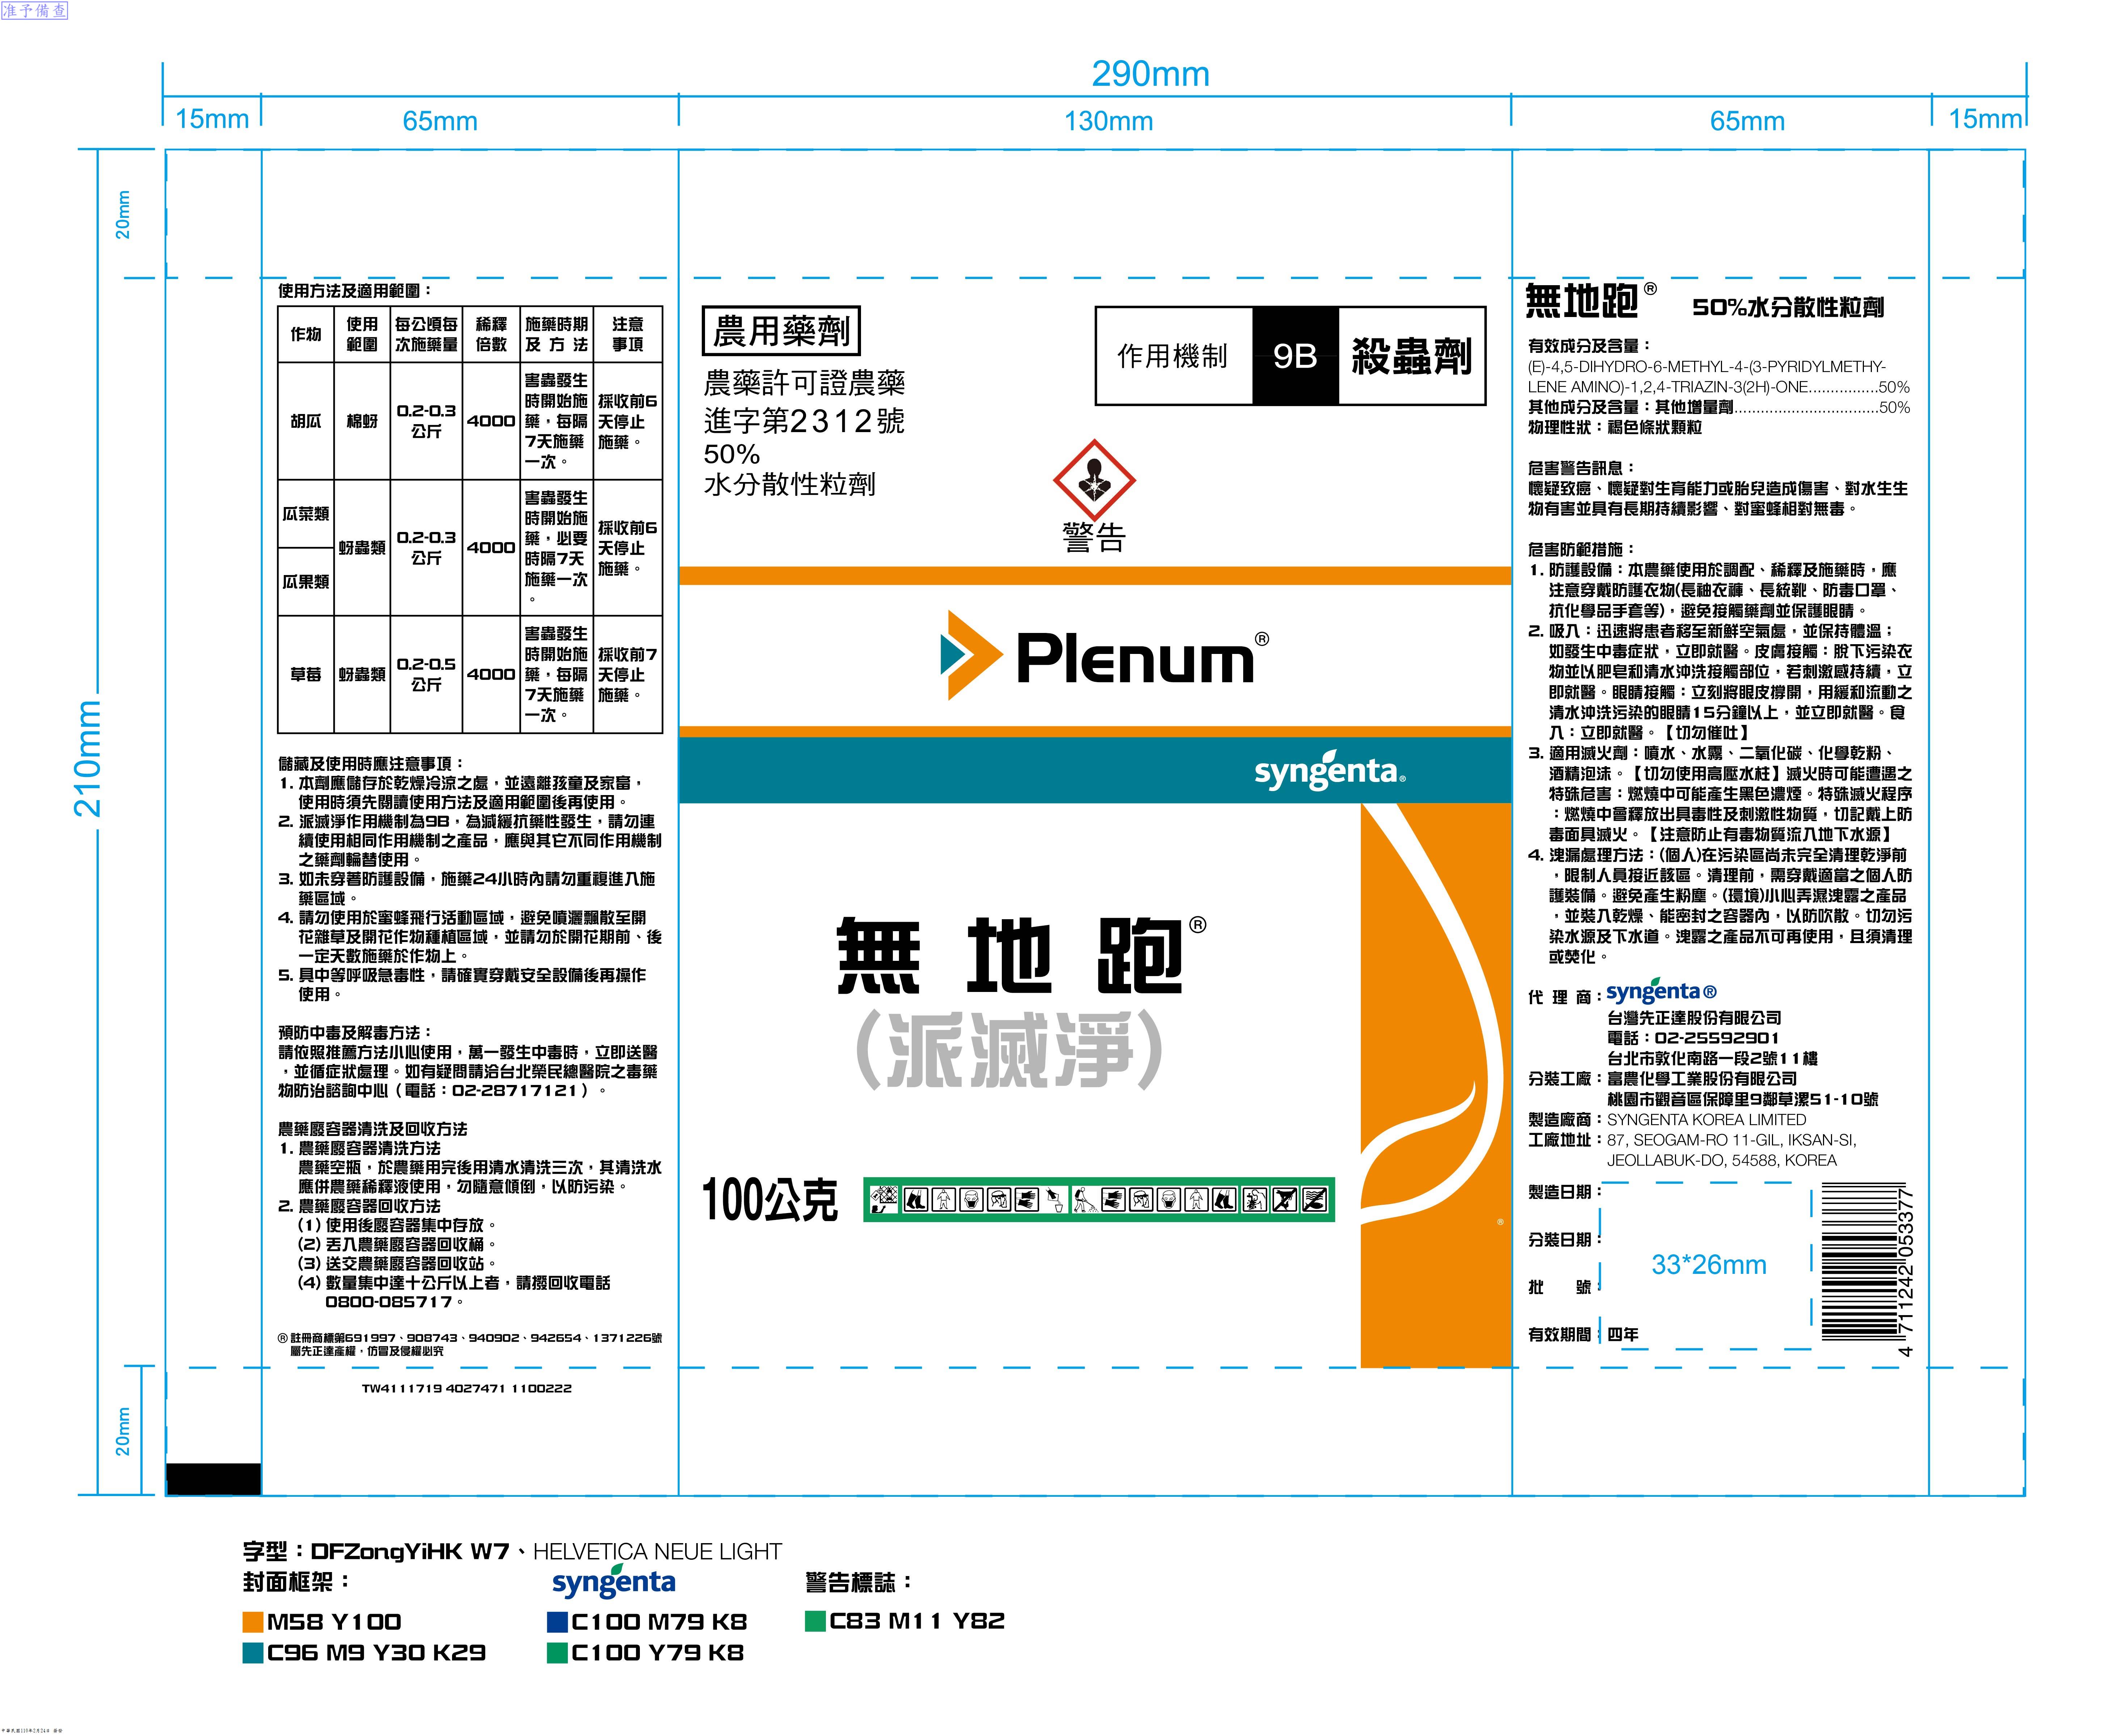 准予備查
290mm
15mm
65mm
130mm
65mm
15mm
20mm
210mm
20mm
使用方法及適用範圍：
作物 使用範圍 每公頃每次施藥量 稀釋倍數 施藥時期及方法 注意事項
胡瓜 棉蚜 0.2-0.3公斤 4000 害蟲發生時開始施藥，每隔7天施藥一次。 採收前6天停止施藥。
瓜菜類
瓜果類
蚜蟲類 0.2-0.3公斤 4000 害蟲發生時開始施藥，必要時隔7天施藥一次。 採收前6天停止施藥。
草莓 蚜蟲類 0.2-0.5公斤 4000 害蟲發生時開始施藥，每隔7天施藥一次。 採收前7天停止施藥。
儲藏及使用時應注意事項：
1. 本劑應儲存於乾燥冷涼之處，並遠離孩童及家畜，
使用時須先閱讀使用方法及適用範圍後再使用。
2. 派滅淨作用機制為9B，為減緩抗藥性發生，請勿連
續使用相同作用機制之產品，應與其它不同作用機制
之藥劑輪替使用。
3. 如未穿著防護設備，施藥24小時內請勿重複進入施
藥區域。
4. 請勿使用於蜜蜂飛行活動區域，避免噴灑飄散至開
花雜草及開花作物種植區域，並請勿於開花期前、後
一定天數施藥於作物上。
5. 具中等呼吸急毒性，請確實穿戴安全設備後再操作
使用。
預防中毒及解毒方法：
請依照推薦方法小心使用，萬一發生中毒時，立即送醫
，並循症狀處理。如有疑問請洽台北榮民總醫院之毒藥
物防治諮詢中心（電話：02-28717121）。
農藥廢容器清洗及回收方法
1. 農藥廢容器清洗方法
農藥空瓶，於農藥用完後用清水清洗三次，其清洗水
應併農藥稀釋液使用，勿隨意傾倒，以防污染。
2. 農藥廢容器回收方法
(1) 使用後廢容器集中存放。
(2) 丟入農藥廢容器回收桶。
(3) 送交農藥廢容器回收站。
(4) 數量集中達十公斤以上者，請撥回收電話
0800-085717。
® 註冊商標第691997、908743、940902、942654、1371226號
屬先正達產權，仿冒及侵權必究
TW4111719 4027471 1100222
農用藥劑
農藥許可證農藥
進字第2312號
50%
水分散性粒劑
作用機制 9B 殺蟲劑
警告
Plenum®
syngenta®
無地跑®
(派滅淨)
100公克
®
無地跑® 50%水分散性粒劑
有效成分及含量：
(E)-4,5-DIHYDRO-6-METHYL-4-(3-PYRIDYLMETHY-
LENE AMINO)-1,2,4-TRIAZIN-3(2H)-ONE................50%
其他成分及含量：其他增量劑.................................50%
物理性狀：褐色條狀顆粒
危害警告訊息：
懷疑致癌、懷疑對生育能力或胎兒造成傷害、對水生生
物有害並具有長期持續影響、對蜜蜂相對無毒。
危害防範措施：
1. 防護設備：本農藥使用於調配、稀釋及施藥時，應
注意穿戴防護衣物(長袖衣褲、長統靴、防毒口罩、
抗化學品手套等)，避免接觸藥劑並保護眼睛。
2. 吸入：迅速將患者移至新鮮空氣處，並保持體溫；
如發生中毒症狀，立即就醫。皮膚接觸：脫下污染衣
物並以肥皂和清水沖洗接觸部位，若刺激感持續，立
即就醫。眼睛接觸：立刻將眼皮撐開，用緩和流動之
清水沖洗污染的眼睛15分鐘以上，並立即就醫。食
入：立即就醫。【切勿催吐】
3. 適用滅火劑：噴水、水霧、二氧化碳、化學乾粉、
酒精泡沫。【切勿使用高壓水柱】滅火時可能遭遇之
特殊危害：燃燒中可能產生黑色濃煙。特殊滅火程序
：燃燒中會釋放出具毒性及刺激性物質，切記戴上防
毒面具滅火。【注意防止有毒物質流入地下水源】
4. 洩漏處理方法：(個人)在污染區尚未完全清理乾淨前
，限制人員接近該區。清理前，需穿戴適當之個人防
護裝備。避免產生粉塵。(環境)小心弄濕洩露之產品
，並裝入乾燥、能密封之容器內，以防吹散。切勿污
染水源及下水道。洩露之產品不可再使用，且須清理
或焚化。
代理商：syngenta®
台灣先正達股份有限公司
電話：02-25592901
台北市敦化南路一段2號11樓
分裝工廠：富農化學工業股份有限公司
桃園市觀音區保障里9鄰草漯51-10號
製造廠商：SYNGENTA KOREA LIMITED
工廠地址：87, SEOGAM-RO 11-GIL, IKSAN-SI,
JEOLLABUK-DO, 54588, KOREA
製造日期：
分裝日期：
批號：
有效期間：四年
33*26mm
4 711242 053377
字型：DFZongYiHK W7、HELVETICA NEUE LIGHT
封面框架：
syngenta
警告標誌：
M58 Y100
C100 M79 K8
C83 M11 Y82
C96 M9 Y30 K29
C100 Y79 K8